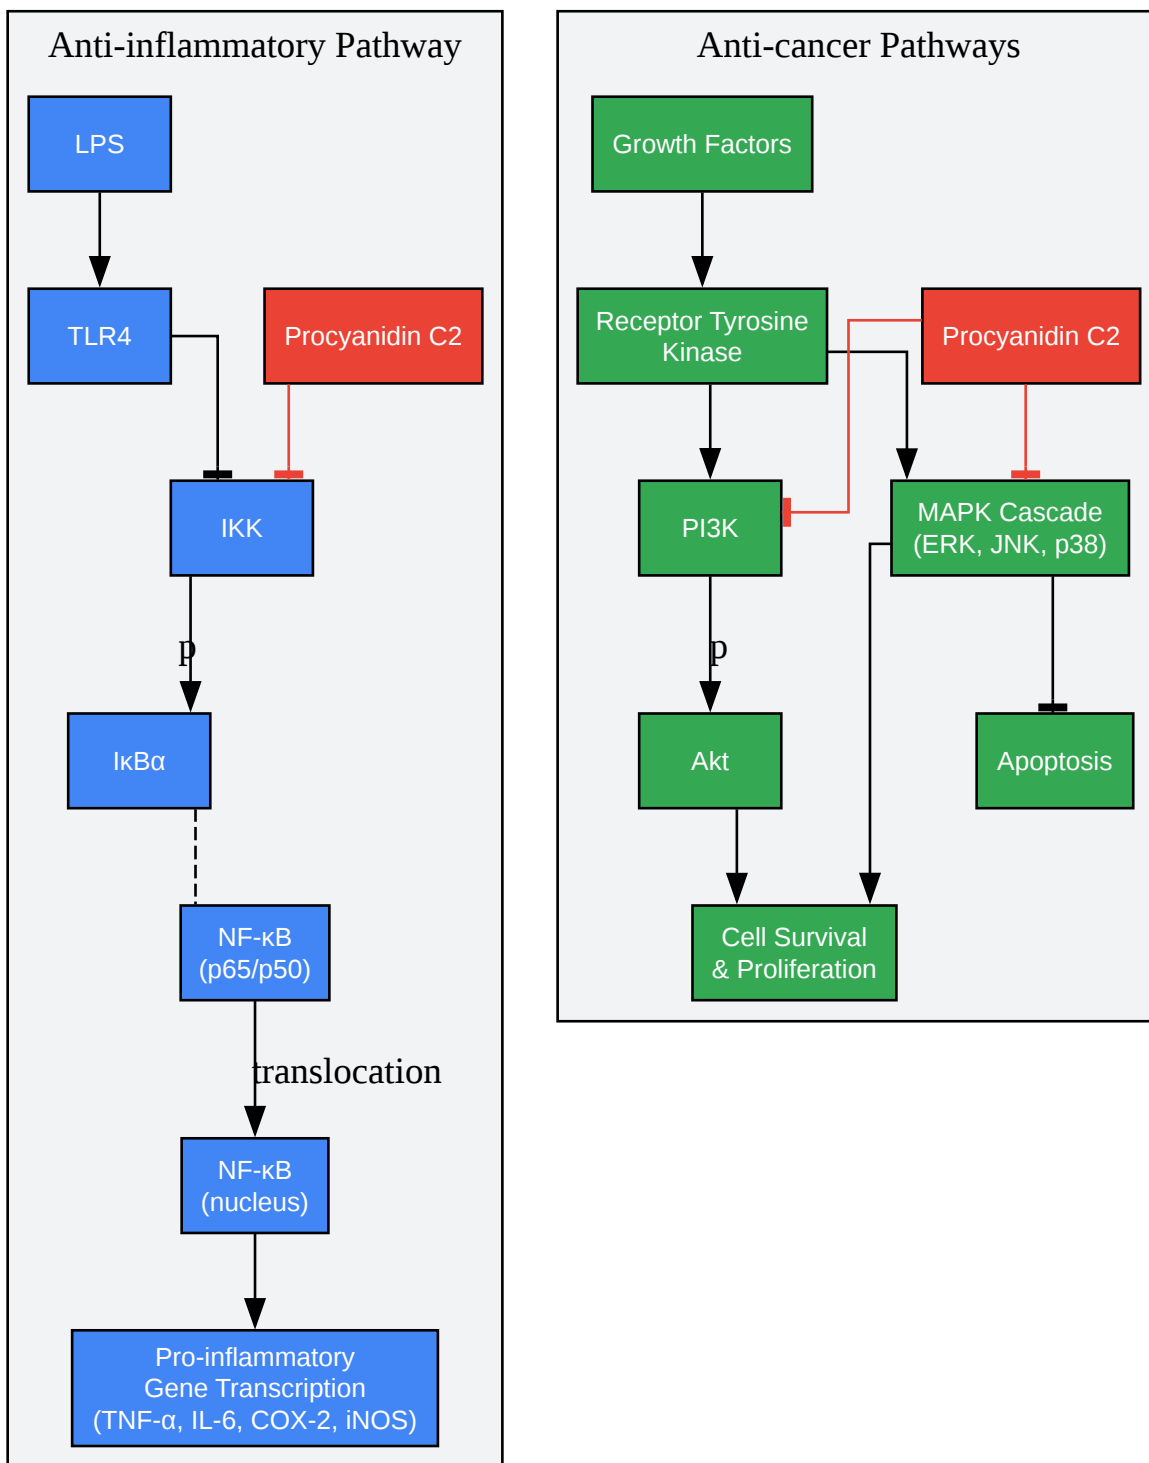 Anti-inflammatory Pathway
LPS
TLR4
Procyanidin C2
IKK
p
IκBα
NF-κB
(p65/p50)
translocation
NF-κB
(nucleus)
Pro-inflammatory
Gene Transcription
(TNF-α, IL-6, COX-2, iNOS)
Anti-cancer Pathways
Growth Factors
Receptor Tyrosine
Kinase
Procyanidin C2
PI3K
MAPK Cascade
(ERK, JNK, p38)
p
Akt
Apoptosis
Cell Survival
& Proliferation